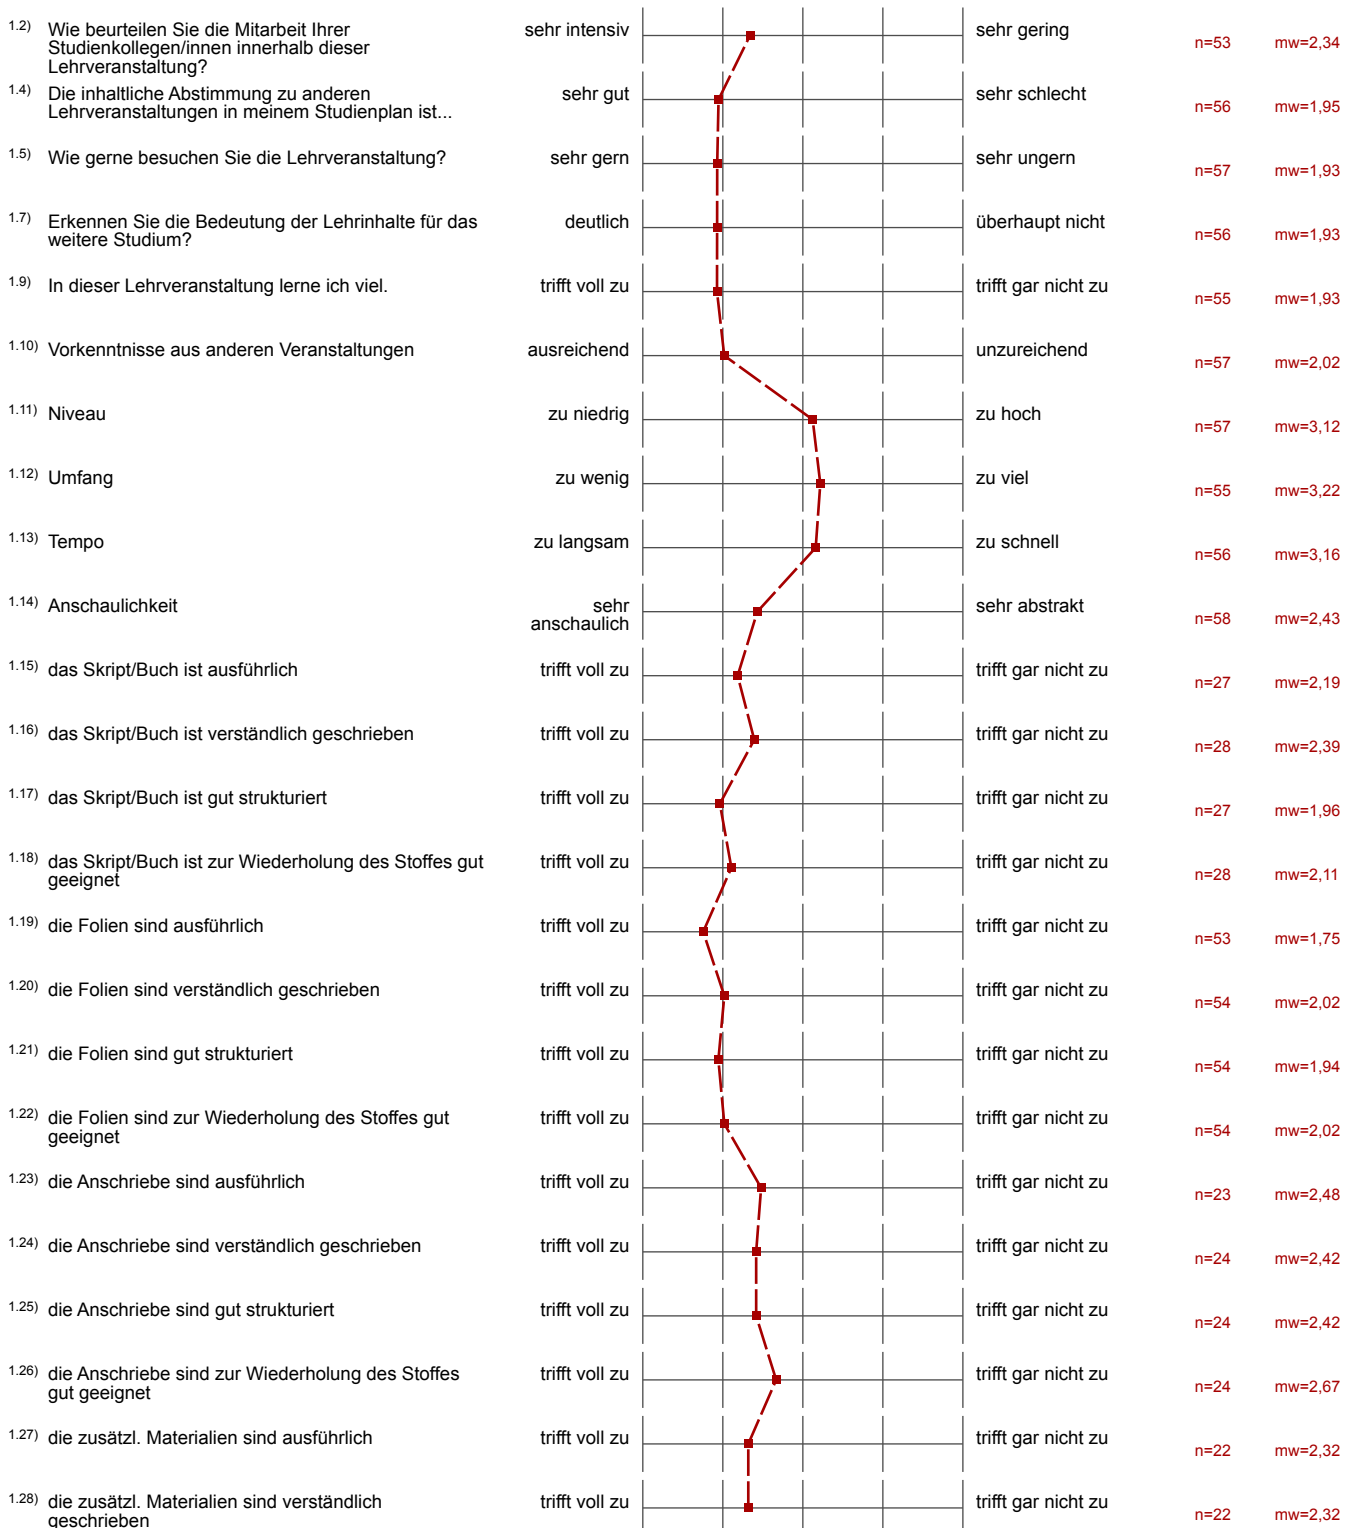 1.2) Wie beurteilen Sie die Mitarbeit Ihrer
Studienkollegen/innen innerhalb dieser
Lehrveranstaltung?
sehr intensiv
sehr gering
n=53 mw=2,34
1.4) Die inhaltliche Abstimmung zu anderen
Lehrveranstaltungen in meinem Studienplan ist...
sehr gut
sehr schlecht
n=56 mw=1,95
1.5) Wie gerne besuchen Sie die Lehrveranstaltung?
sehr gern
sehr ungern
n=57 mw=1,93
1.7) Erkennen Sie die Bedeutung der Lehrinhalte für das
weitere Studium?
deutlich
überhaupt nicht
n=56 mw=1,93
1.9) In dieser Lehrveranstaltung lerne ich viel.
trifft voll zu
trifft gar nicht zu
n=55 mw=1,93
1.10) Vorkenntnisse aus anderen Veranstaltungen
ausreichend
unzureichend
n=57 mw=2,02
1.11) Niveau
zu niedrig
zu hoch
n=57 mw=3,12
1.12) Umfang
zu wenig
zu viel
n=55 mw=3,22
1.13) Tempo
zu langsam
zu schnell
n=56 mw=3,16
1.14) Anschaulichkeit
sehr
anschaulich
sehr abstrakt
n=58 mw=2,43
1.15) das Skript/Buch ist ausführlich
trifft voll zu
trifft gar nicht zu
n=27 mw=2,19
1.16) das Skript/Buch ist verständlich geschrieben
trifft voll zu
trifft gar nicht zu
n=28 mw=2,39
1.17) das Skript/Buch ist gut strukturiert
trifft voll zu
trifft gar nicht zu
n=27 mw=1,96
1.18) das Skript/Buch ist zur Wiederholung des Stoffes gut
geeignet
trifft voll zu
trifft gar nicht zu
n=28 mw=2,11
1.19) die Folien sind ausführlich
trifft voll zu
trifft gar nicht zu
n=53 mw=1,75
1.20) die Folien sind verständlich geschrieben
trifft voll zu
trifft gar nicht zu
n=54 mw=2,02
1.21) die Folien sind gut strukturiert
trifft voll zu
trifft gar nicht zu
n=54 mw=1,94
1.22) die Folien sind zur Wiederholung des Stoffes gut
geeignet
trifft voll zu
trifft gar nicht zu
n=54 mw=2,02
1.23) die Anschriebe sind ausführlich
trifft voll zu
trifft gar nicht zu
n=23 mw=2,48
1.24) die Anschriebe sind verständlich geschrieben
trifft voll zu
trifft gar nicht zu
n=24 mw=2,42
1.25) die Anschriebe sind gut strukturiert
trifft voll zu
trifft gar nicht zu
n=24 mw=2,42
1.26) die Anschriebe sind zur Wiederholung des Stoffes
gut geeignet
trifft voll zu
trifft gar nicht zu
n=24 mw=2,67
1.27) die zusätzl. Materialien sind ausführlich
trifft voll zu
trifft gar nicht zu
n=22 mw=2,32
1.28) die zusätzl. Materialien sind verständlich
geschrieben
trifft voll zu
trifft gar nicht zu
n=22 mw=2,32